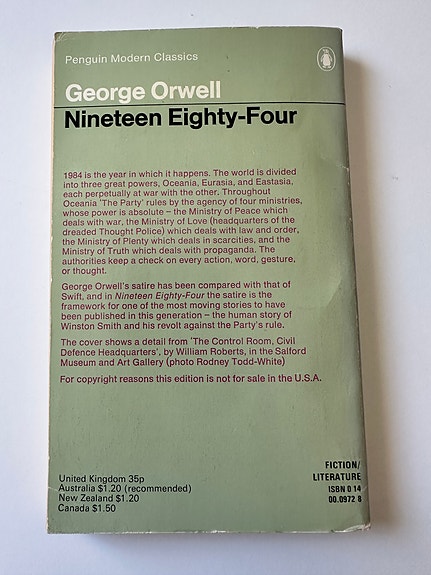 Penguin Modern Classics
George Orwell
Nineteen Eighty-Four
1984 is the year in which it happens. The world is divided
into three great powers, Oceania, Eurasia, and Eastasia,
each perpetually at war with the other. Throughout
Oceania 'The Party' rules by the agency of four ministries,
whose power is absolute – the Ministry of Peace which
deals with war, the Ministry of Love (headquarters of the
dreaded Thought Police) which deals with law and order,
the Ministry of Plenty which deals in scarcities, and the
Ministry of Truth which deals with propaganda. The
authorities keep a check on every action, word, gesture,
or thought.
George Orwell's satire has been compared with that of
Swift, and in Nineteen Eighty-Four the satire is the
framework for one of the most moving stories to have
been published in this generation – the human story of
Winston Smith and his revolt against the Party's rule.
The cover shows a detail from 'The Control Room, Civil
Defence Headquarters', by William Roberts, in the Salford
Museum and Art Gallery (photo Rodney Todd-White)
For copyright reasons this edition is not for sale in the U.S.A.
United Kingdom 35p
Australia $1.20 (recommended)
New Zealand $1.20
Canada $1.50
FICTION/
LITERATURE
ISBN 0 14
00.0972 8